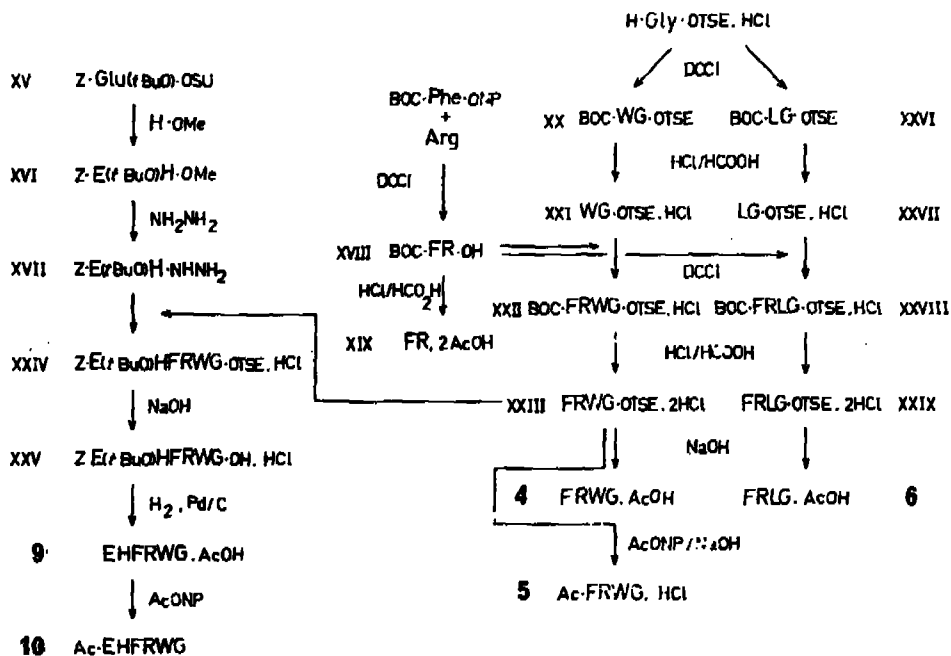 H·Gly·OTSE.HCl
DCCI
XX BOC·WG·OTSE BOC·LG·OTSE XXVI
HCl/HCOOH
XXI WG·OTSE.HCl LG·OTSE.HCl XXVII
DCCI
XXII BOC·FRWG·OTSE.HCl BOC·FRLG·OTSE.HCl XXVIII
HCl/HCOOH
XXIII FRWG·OTSE.2HCl FRLG·OTSE.2HCl XXIX
NaOH
4 FRWG.AcOH FRLG.AcOH 6
AcONP/NaOH
5 Ac·FRWG.HCl
BOC·Phe·ONP
+
Arg
DCCI
XVIII BOC·FR·OH
HCl/HCO2H
XIX FR, 2AcOH
XV Z·Glu(tBuO)·OSU
H·OMe
XVI Z·E(tBuO)H·OMe
NH2NH2
XVII Z·E(tBuO)H·NHNH2
XXIV Z·E(tBuO)HFRWG·OTSE.HCl
NaOH
XXV Z E(tBuO)HFRWG·OH.HCl
H2, Pd/C
9 EHFRWG.AcOH
AcONP
10 Ac·EHFRWG